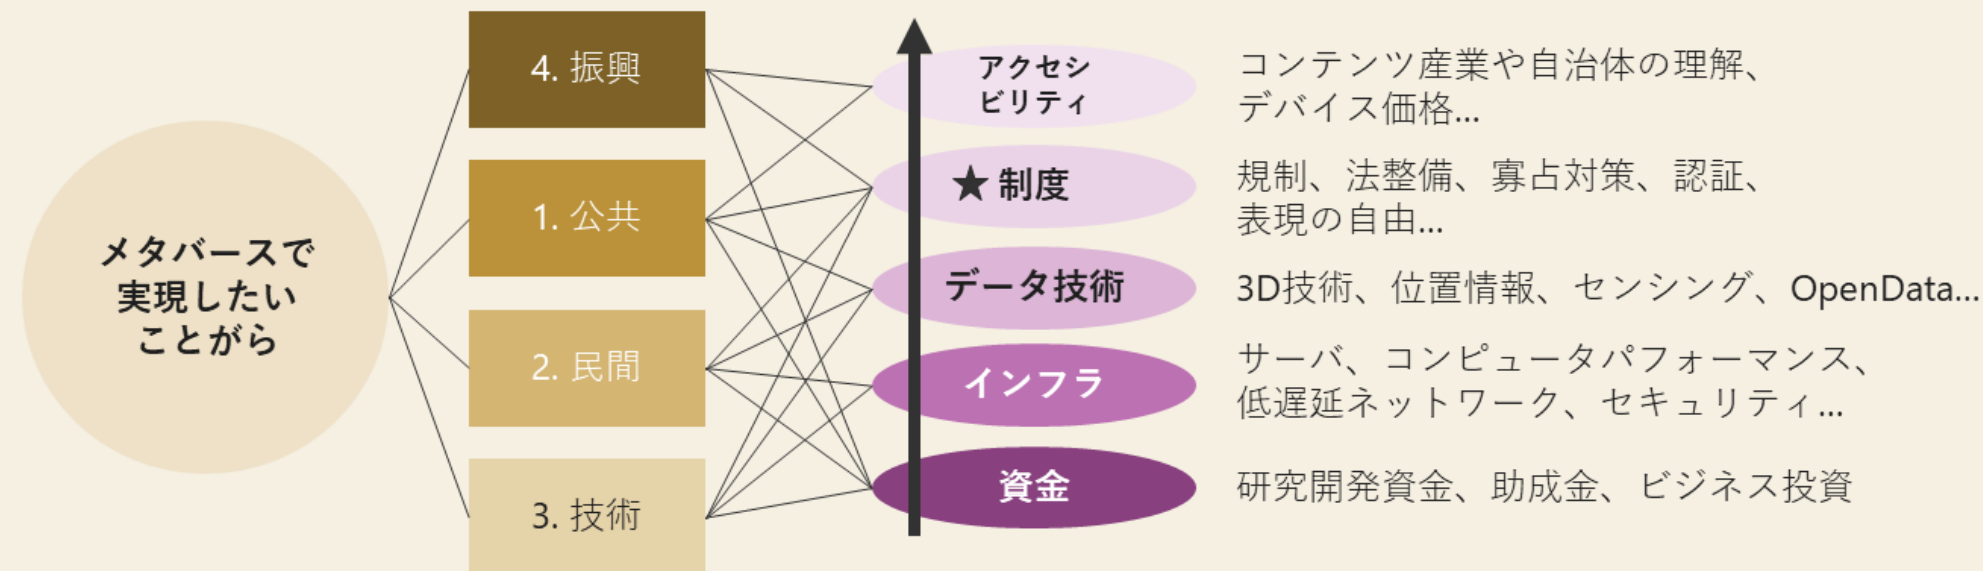 メタバースで
実現したい
ことがら
4. 振興
1. 公共
2. 民間
3. 技術
アクセシ
ビリティ
コンテンツ産業や自治体の理解、
デバイス価格...
★ 制度
規制、法整備、寡占対策、認証、
表現の自由...
データ技術
3D技術、位置情報、センシング、OpenData...
インフラ
サーバ、コンピュータパフォーマンス、
低遅延ネットワーク、セキュリティ...
資金
研究開発資金、助成金、ビジネス投資